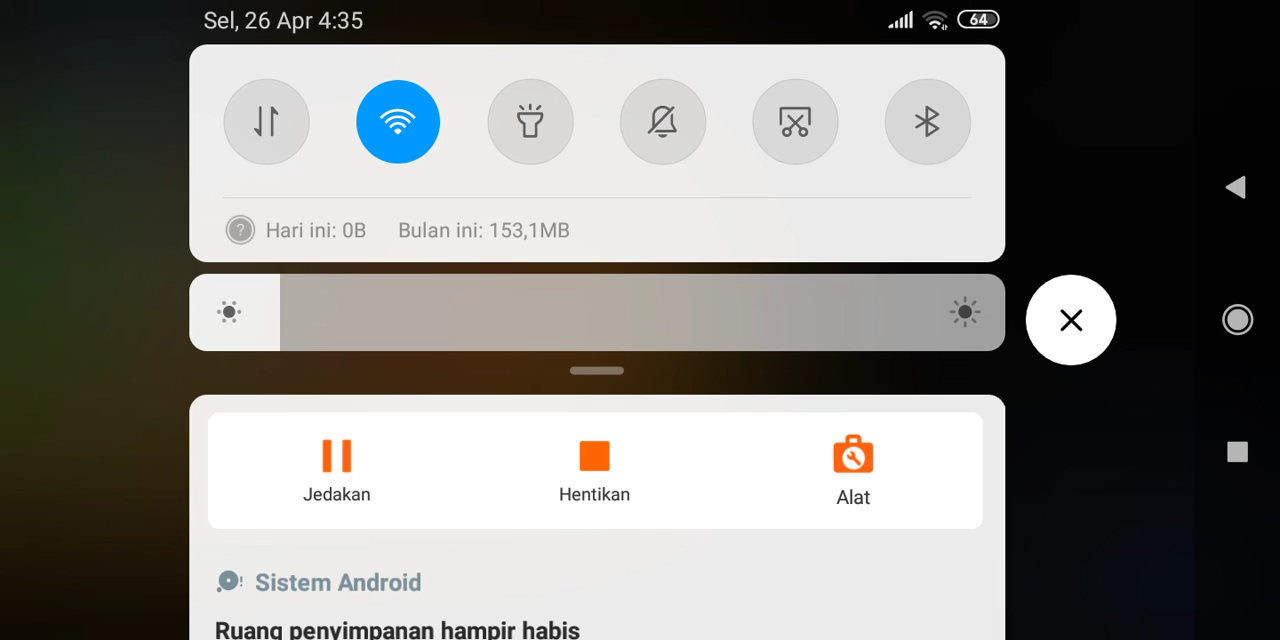 Sel, 26 Apr 4:35
64
Hari ini: 0B
Bulan ini: 153,1MB
Jedakan
Hentikan
Alat
Sistem Android
Ruang penyimpanan hampir habis